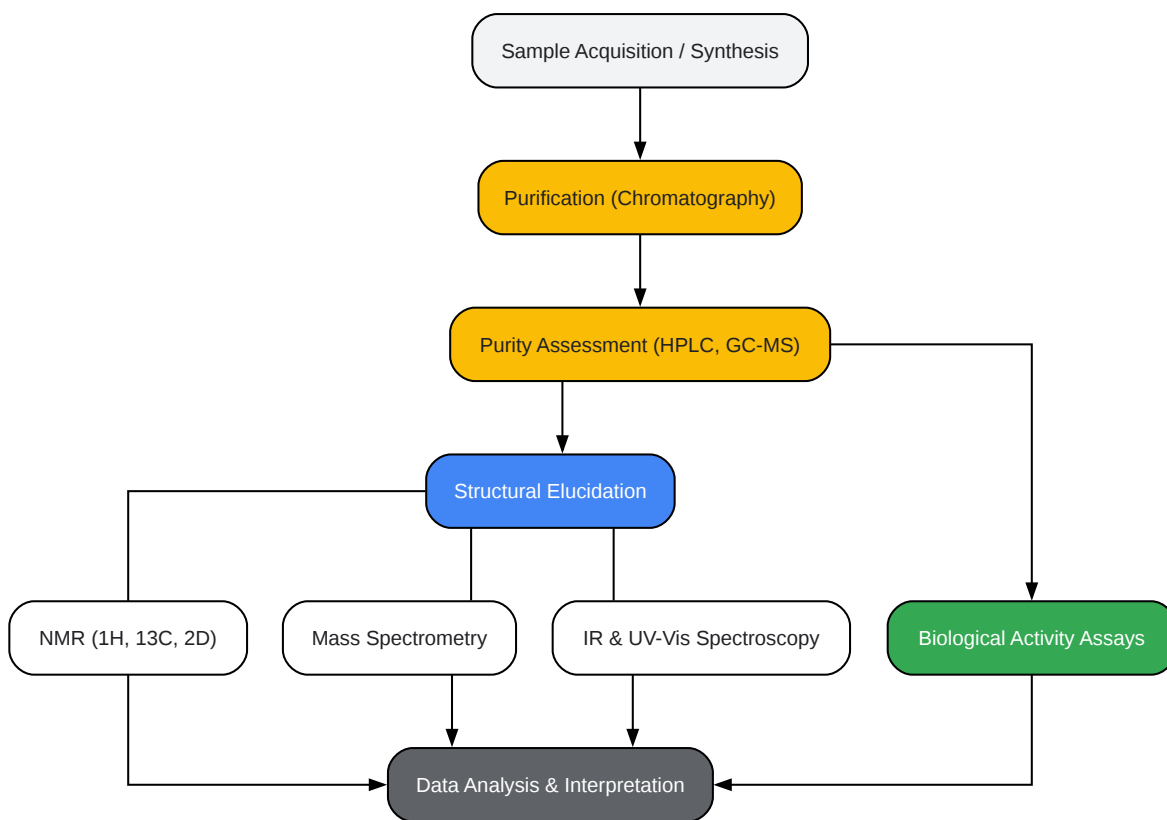 Sample Acquisition / Synthesis
Purification (Chromatography)
Purity Assessment (HPLC, GC-MS)
Structural Elucidation
NMR (1H, 13C, 2D)
Mass Spectrometry
IR & UV-Vis Spectroscopy
Biological Activity Assays
Data Analysis & Interpretation